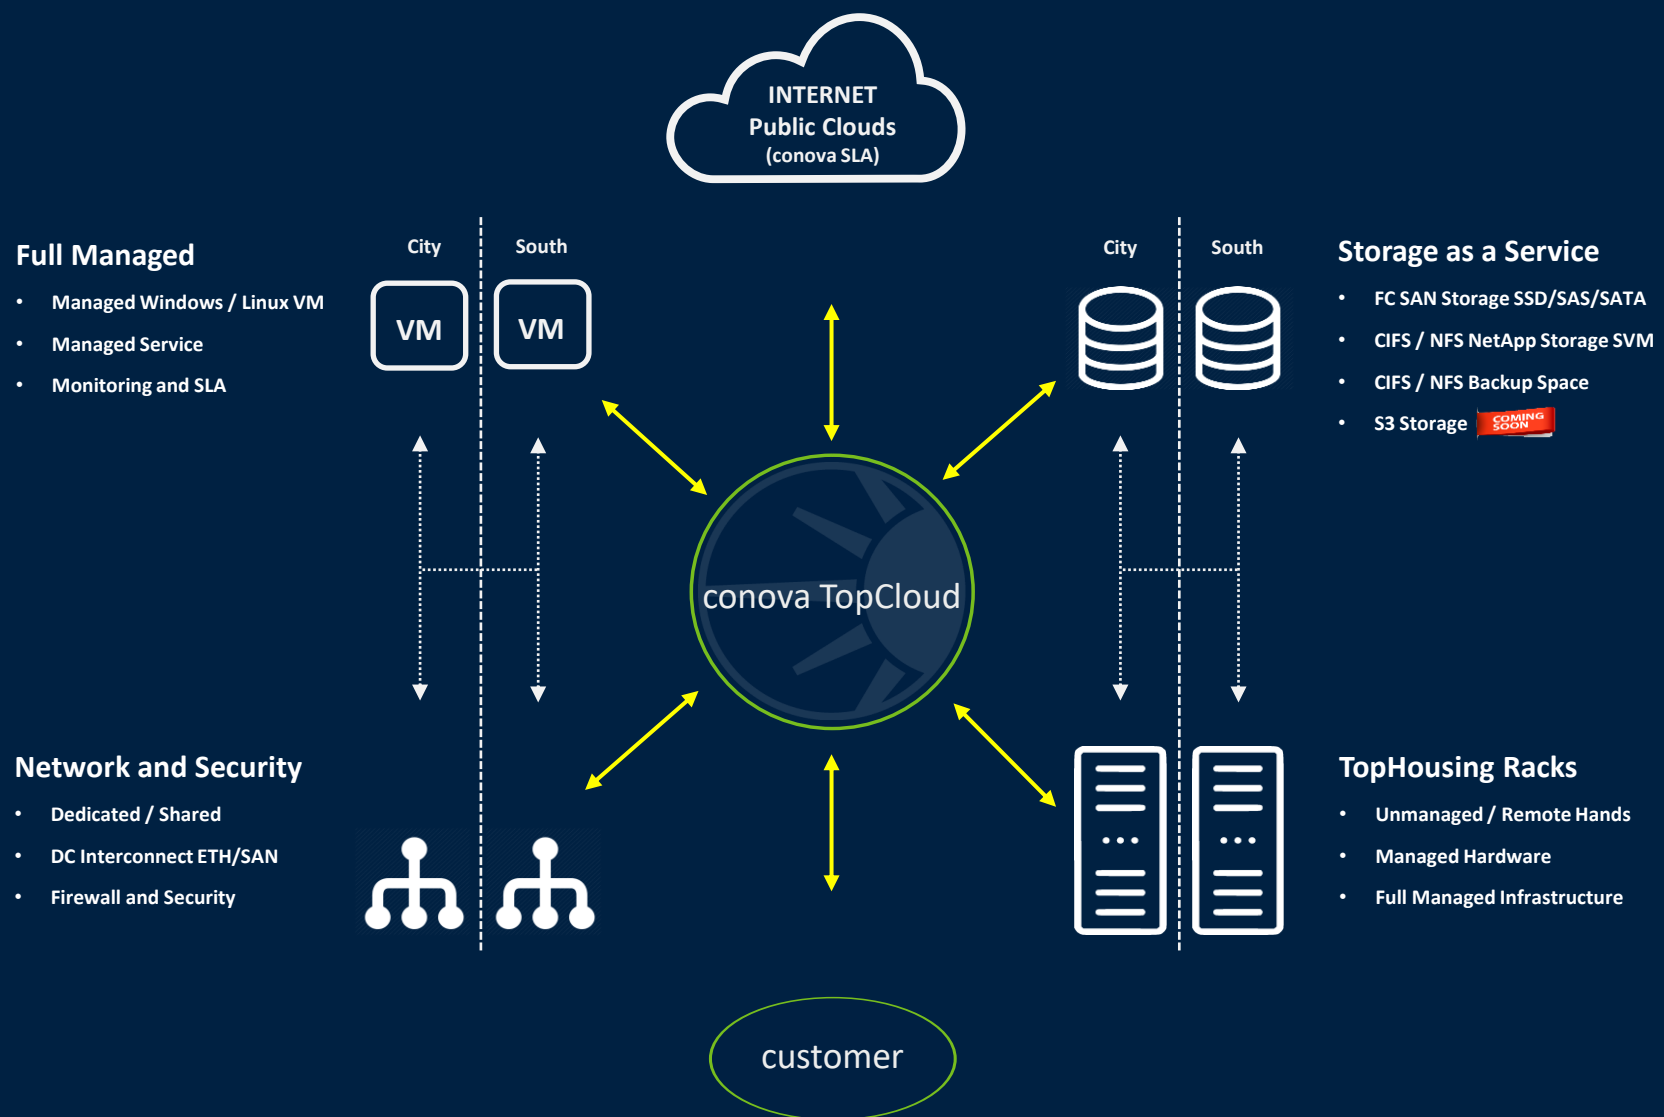 INTERNET
Public Clouds
(conova SLA)
Full Managed
• Managed Windows / Linux VM
• Managed Service
• Monitoring and SLA
City
South
VM
VM
City
South
Storage as a Service
• FC SAN Storage SSD/SAS/SATA
• CIFS / NFS NetApp Storage SVM
• CIFS / NFS Backup Space
• S3 Storage
COMING
SOON
conova TopCloud
Network and Security
• Dedicated / Shared
• DC Interconnect ETH/SAN
• Firewall and Security
TopHousing Racks
• Unmanaged / Remote Hands
• Managed Hardware
• Full Managed Infrastructure
customer